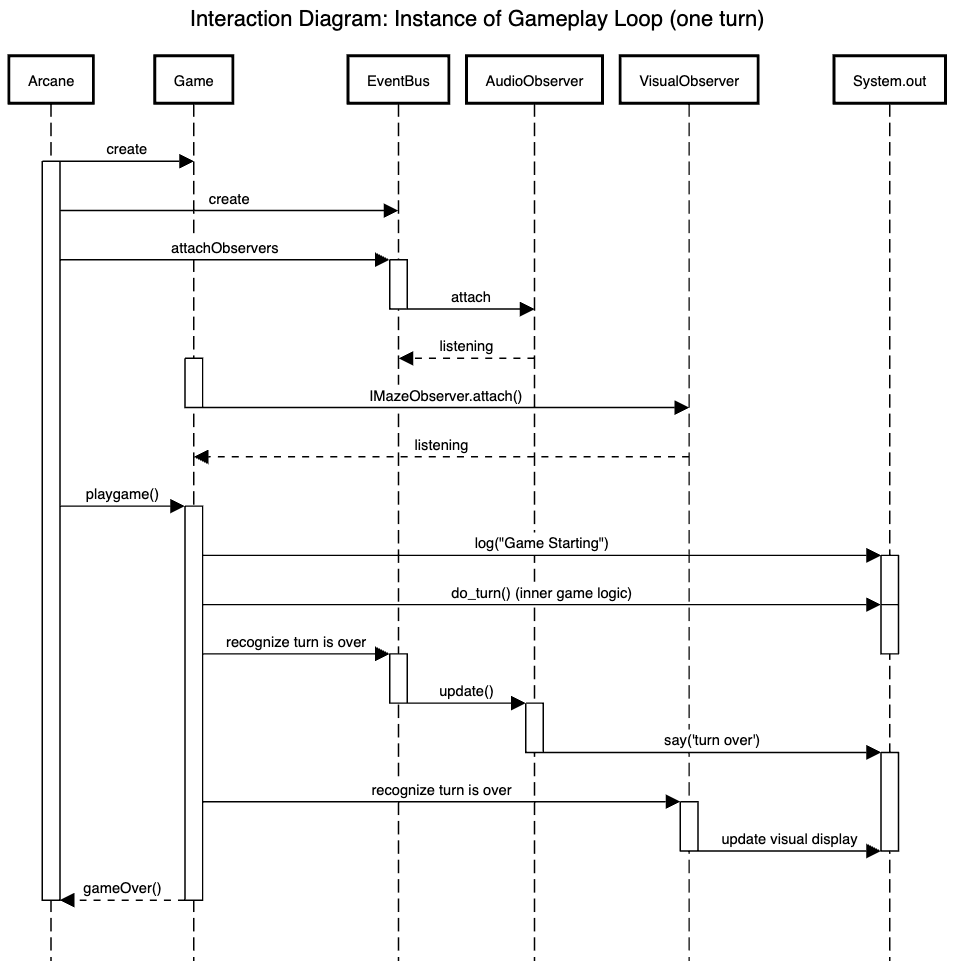 Interaction Diagram: Instance of Gameplay Loop (one turn)
Arcane
Game
EventBus
AudioObserver
VisualObserver
System.out
create
create
attachObservers
attach
listening
IMazeObserver.attach()
listening
playgame()
log("Game Starting")
do_turn() (inner game logic)
recognize turn is over
update()
say('turn over')
recognize turn is over
update visual display
gameOver()